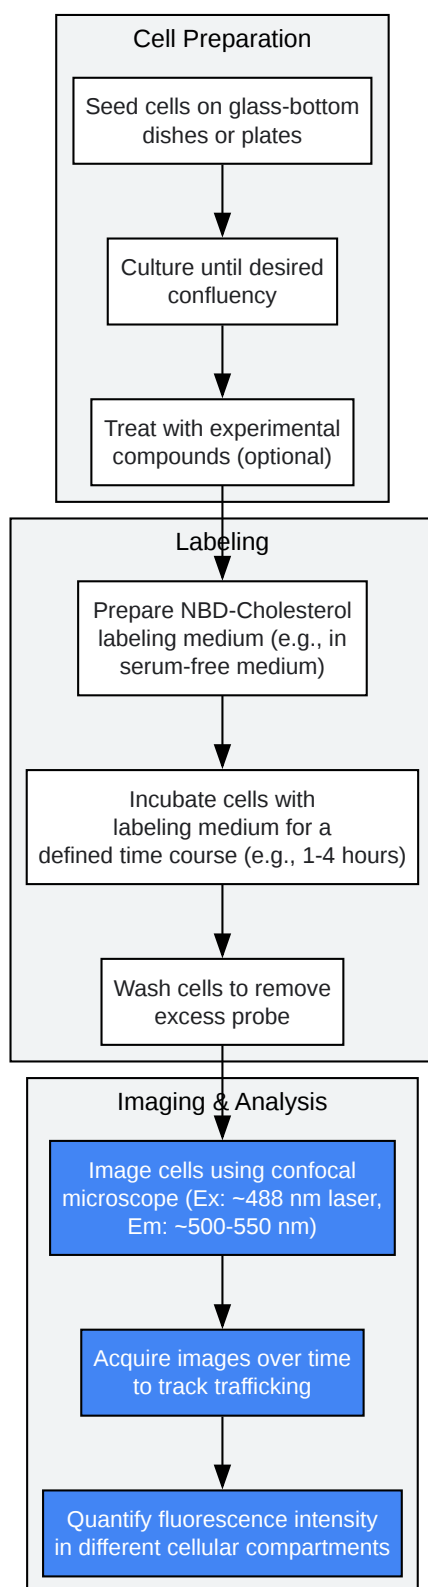 Cell Preparation
Seed cells on glass-bottom
dishes or plates
Culture until desired
confluency
Treat with experimental
compounds (optional)
Labeling
Prepare NBD-Cholesterol
labeling medium (e.g., in
serum-free medium)
Incubate cells with
labeling medium for a
defined time course (e.g., 1-4 hours)
Wash cells to remove
excess probe
Imaging & Analysis
Image cells using confocal
microscope (Ex: ~488 nm laser,
Em: ~500-550 nm)
Acquire images over time
to track trafficking
Quantify fluorescence intensity
in different cellular compartments